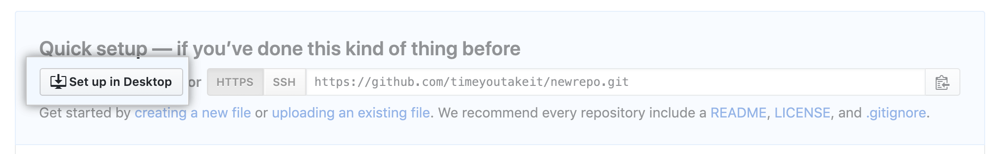 Quick setup — if you’ve done this kind of thing before
Set up in Desktop or HTTPS SSH https://github.com/timeyoutakeit/newrepo.git
Get started by creating a new file or uploading an existing file. We recommend every repository include a README, LICENSE, and .gitignore.